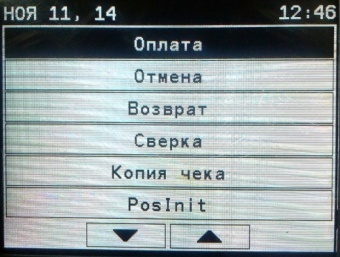 НОЯ 11, 14 12:46
Оплата
Отмена
Возврат
Сверка
Копия чека
PosInit